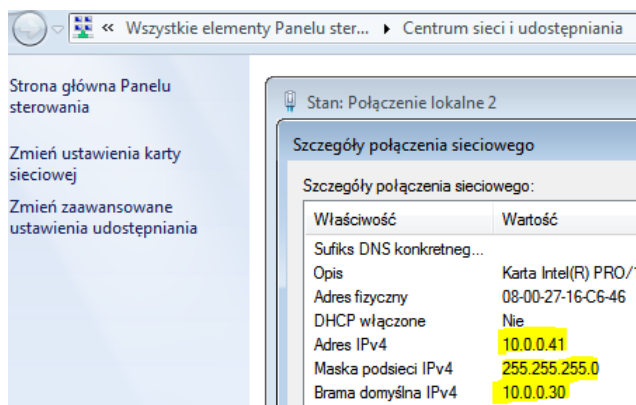 « Wszystkie elementy Panelu ster... ▸ Centrum sieci i udostępniania
Strona główna Panelu
sterowania
Zmień ustawienia karty
sieciowej
Zmień zaawansowane
ustawienia udostępniania
Stan: Połączenie lokalne 2
Szczegóły połączenia sieciowego
Szczegóły połączenia sieciowego:
Właściwość Wartość
Sufiks DNS konkretneg...
Opis Karta Intel(R) PRO/1
Adres fizyczny 08-00-27-16-C6-46
DHCP włączone Nie
Adres IPv4 10.0.0.41
Maska podsieci IPv4 255.255.255.0
Brama domyślna IPv4 10.0.0.30